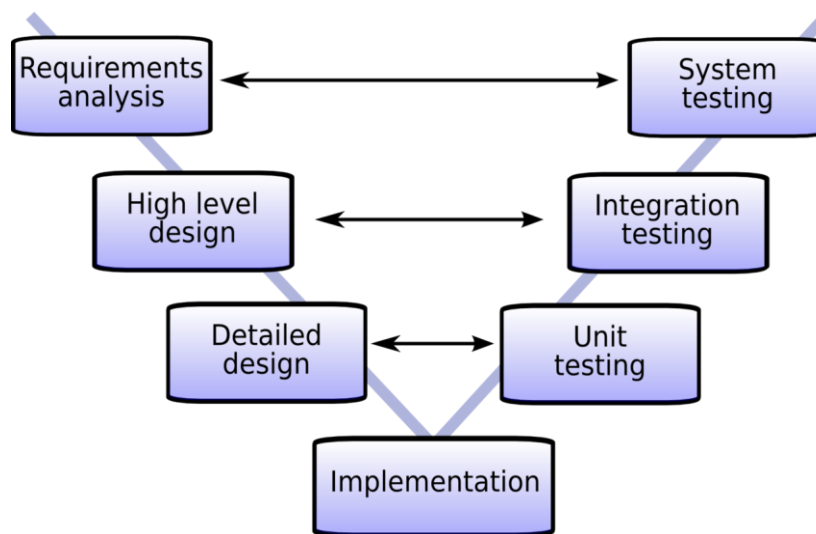 Requirements
analysis
System
testing
High level
design
Integration
testing
Detailed
design
Unit
testing
Implementation